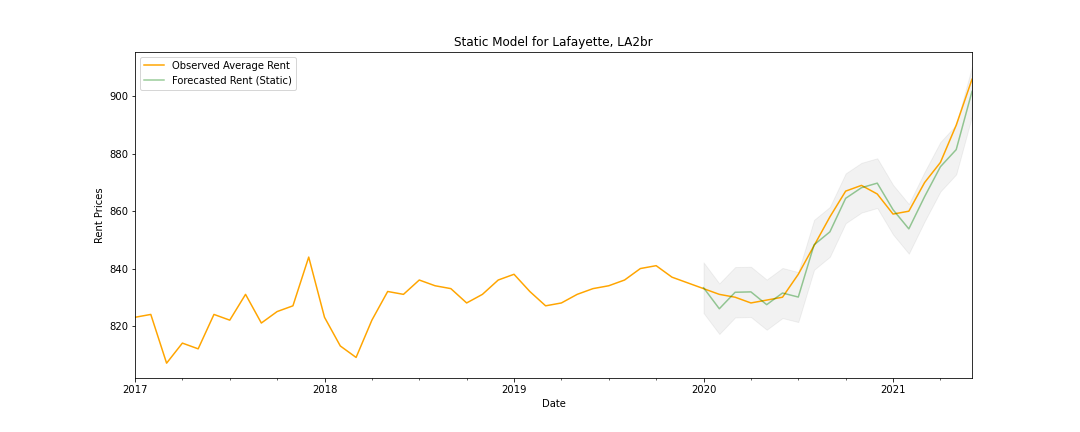 Static Model for Lafayette, LA2br
Observed Average Rent
Forecasted Rent (Static)
Rent Prices
900
880
860
840
820
2017
2018
2019
2020
2021
Date